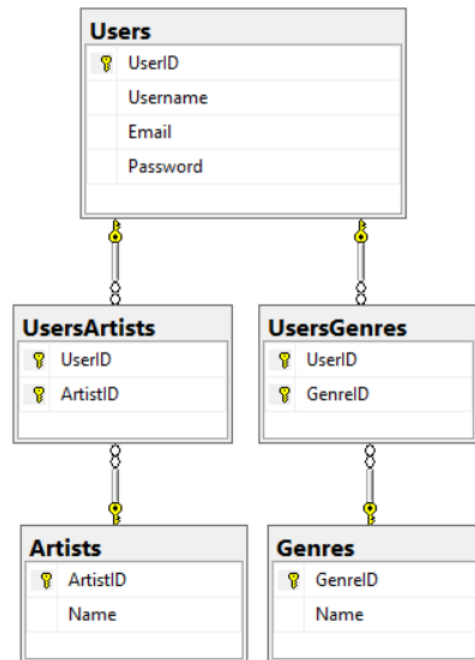 Users
UserID
Username
Email
Password
UsersArtists
UserID
ArtistID
UsersGenres
UserID
GenreID
Artists
ArtistID
Name
Genres
GenreID
Name